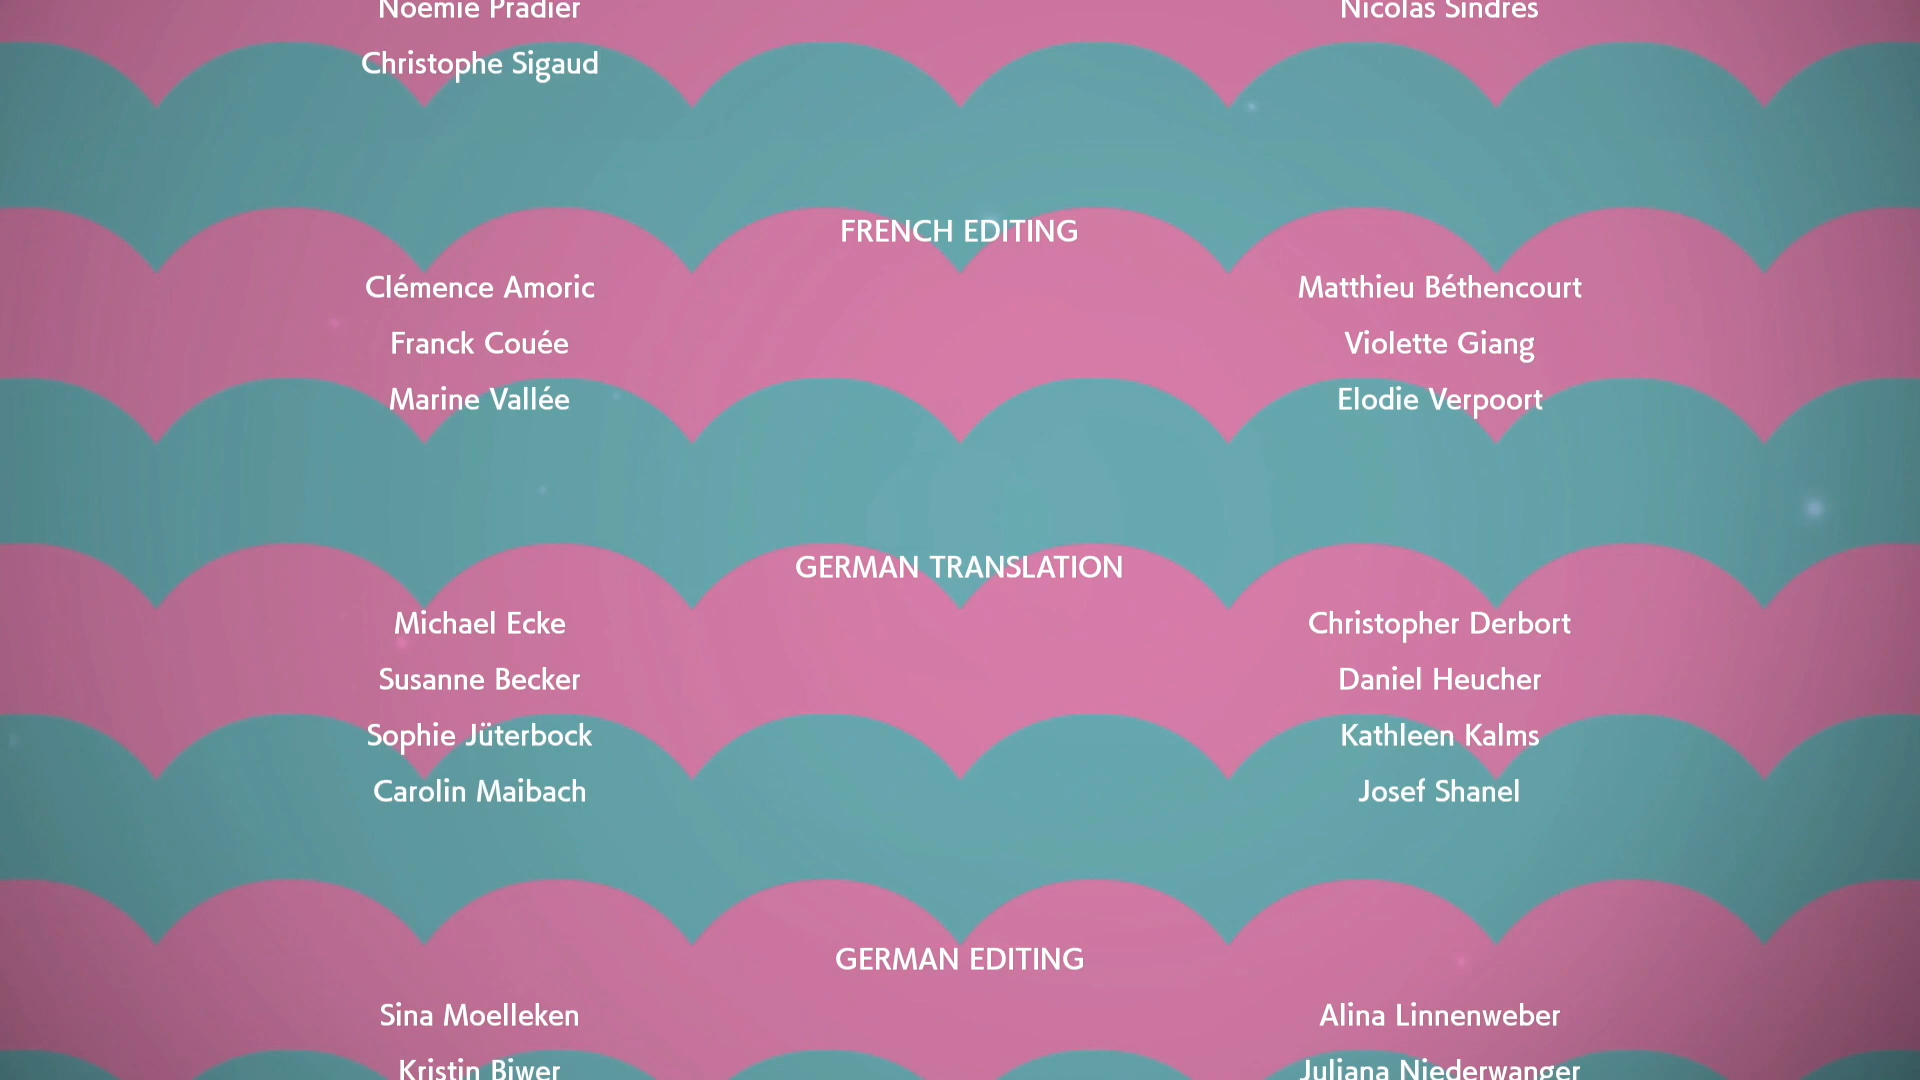 Noémie Pradier Nicolas Sindres
Christophe Sigaud
FRENCH EDITING
Clémence Amoric Matthieu Béthencourt
Franck Couée Violette Giang
Marine Vallée Elodie Verpoort
GERMAN TRANSLATION
Michael Ecke Christopher Derbort
Susanne Becker Daniel Heucher
Sophie Jüterbock Kathleen Kalms
Carolin Maibach Josef Shanel
GERMAN EDITING
Sina Moelleken Alina Linnenweber
Kristin Biwer Juliana Niederwanger